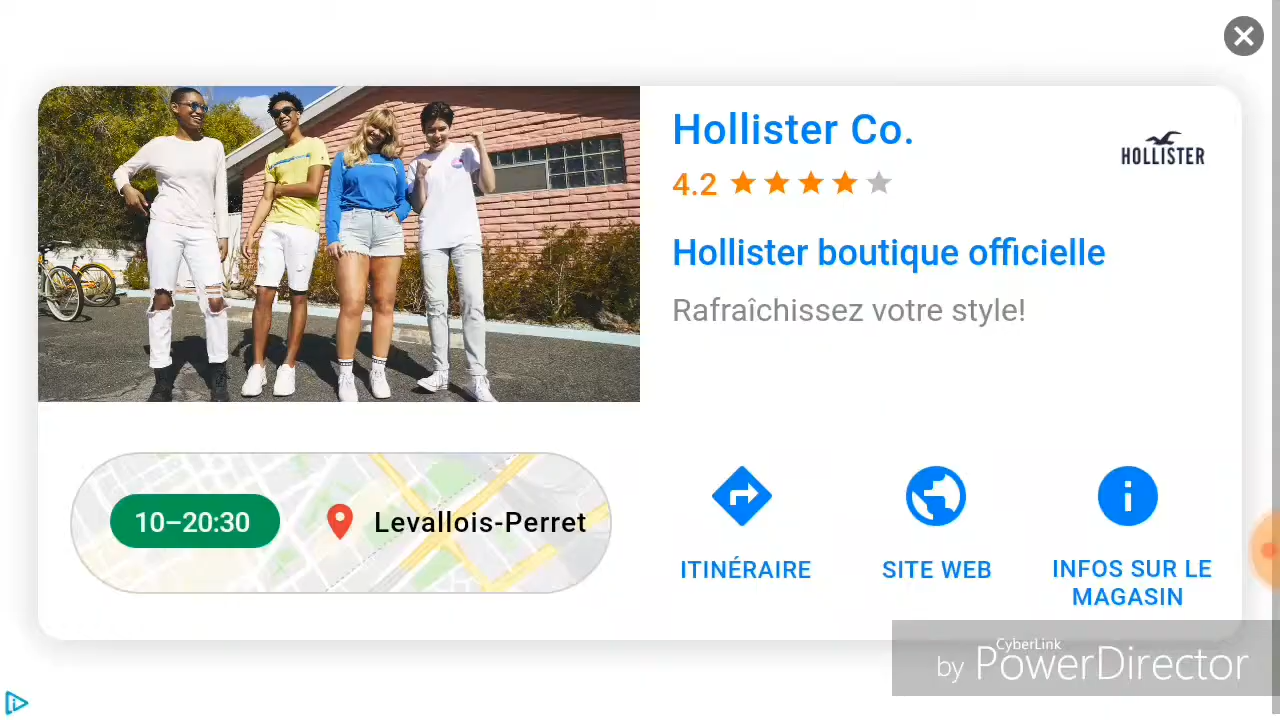 Hollister Co.
HOLLISTER
4.2
Hollister boutique officielle
Rafraîchissez votre style!
10–20:30
Levallois-Perret
ITINÉRAIRE
SITE WEB
INFOS SUR LE
MAGASIN
CyberLink
by PowerDirector